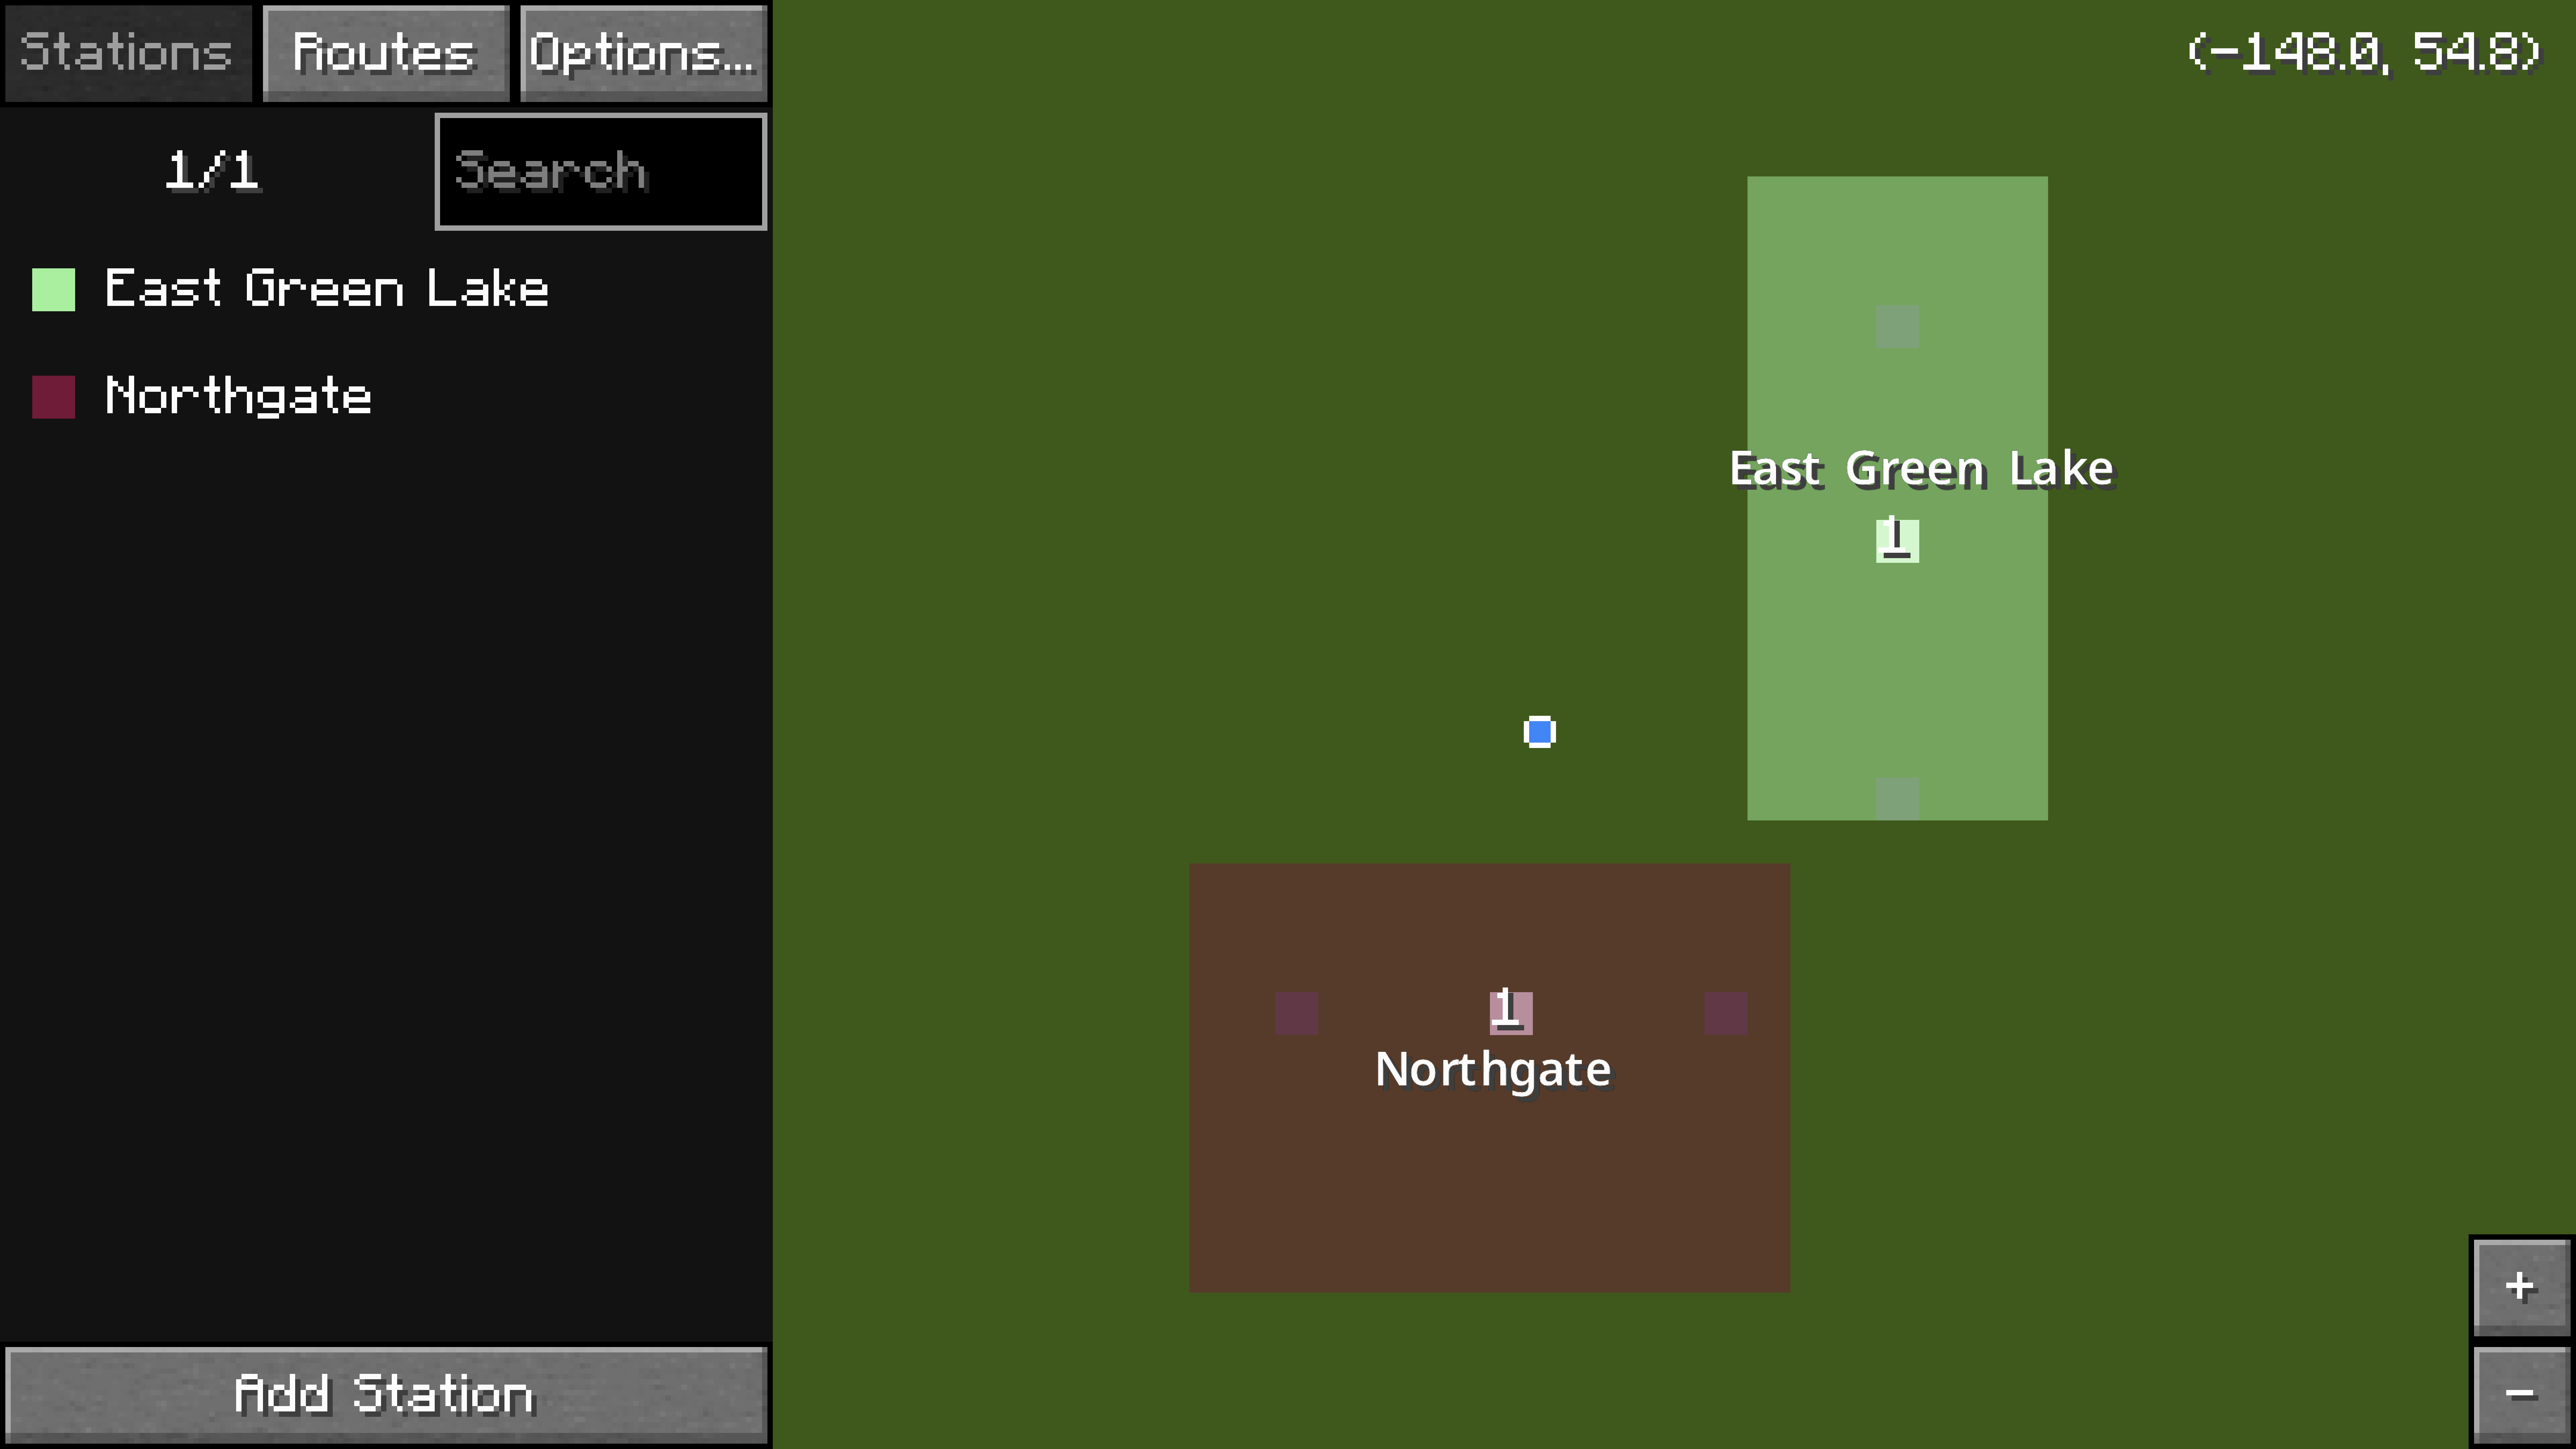 Stations Routes Options...
(-148.0, 54.8)
1/1 Search
East Green Lake
Northgate
East Green Lake
1
1
Northgate
+
-
Add Station